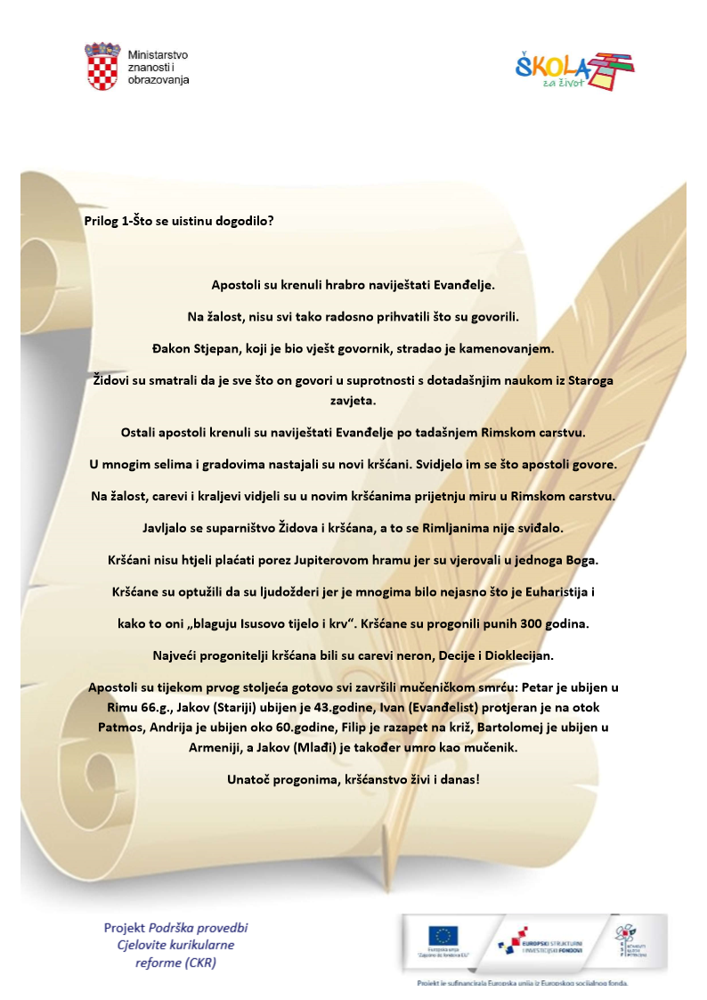 Ministarstvo
znanosti i
obrazovanja
ŠKOLA
za život
Prilog 1-Što se uistinu dogodilo?
Apostoli su krenuli hrabro naviještati Evanđelje.
Na žalost, nisu svi tako radosno prihvatili što su govorili.
Đakon Stjepan, koji je bio vješt govornik, stradao je kamenovanjem.
Židovi su smatrali da je sve što on govori u suprotnosti s dotadašnjim naukom iz Staroga
zavjeta.
Ostali apostoli krenuli su naviještati Evanđelje po tadašnjem Rimskom carstvu.
U mnogim selima i gradovima nastajali su novi kršćani. Svidjelo im se što apostoli govore.
Na žalost, carevi i kraljevi vidjeli su u novim kršćanima prijetnju miru u Rimskom carstvu.
Javljalo se suparništvo Židova i kršćana, a to se Rimljanima nije sviđalo.
Kršćani nisu htjeli plaćati porez Jupiterovom hramu jer su vjerovali u jednoga Boga.
Kršćane su optužili da su ljudožderi jer je mnogima bilo nejasno što je Euharistija i
kako to oni „blaguju Isusovo tijelo i krv“. Kršćane su progonili punih 300 godina.
Najveći progonitelji kršćana bili su carevi neron, Decije i Dioklecijan.
Apostoli su tijekom prvog stoljeća gotovo svi završili mučeničkom smrću: Petar je ubijen u
Rimu 66.g., Jakov (Stariji) ubijen je 43.godine, Ivan (Evanđelist) protjeran je na otok
Patmos, Andrija je ubijen oko 60.godine, Filip je razapet na križ, Bartolomej je ubijen u
Armeniji, a Jakov (Mlađi) je također umro kao mučenik.
Unatoč progonima, kršćanstvo živi i danas!
Projekt Podrška provedbi
Cjelovite kurikularne
reforme (CKR)
Europska unija
"Zajedno do fondova EU"
EUROPSKI STRUKTURNI
I INVESTICIJSKI FONDOVI
Projekt je sufinancirala Europska unija iz Europskog socijalnog fonda.